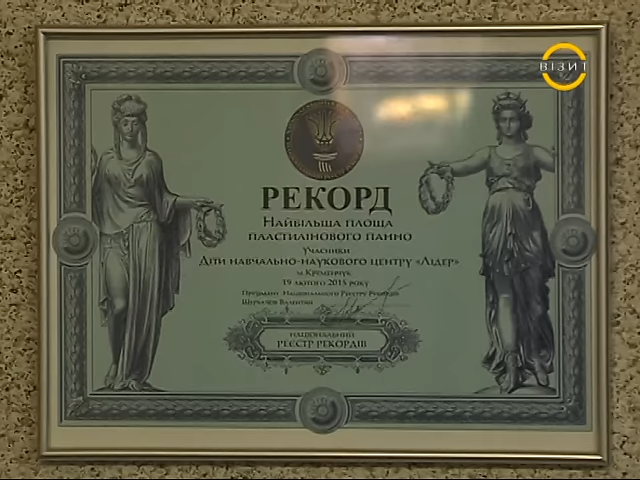 ВІЗИТ
РЕКОРД
НАЙБІЛЬША ПЛОЩА
ПЛАСТИЛІНОВОГО ПАННО
УЧАСНИКИ
ДІТИ НАВЧАЛЬНО-НАУКОВОГО ЦЕНТРУ «ЛІДЕР»
М.КРЕМЕНЧУК
19 ЛЮТОГО 2015 РОКУ
ПРЕЗИДЕНТ НАЦІОНАЛЬНОГО РЕЄСТРУ РЕКОРДІВ
ВАЛЕНТИН
НАЦІОНАЛЬНИЙ
РЕЄСТР РЕКОРДІВ